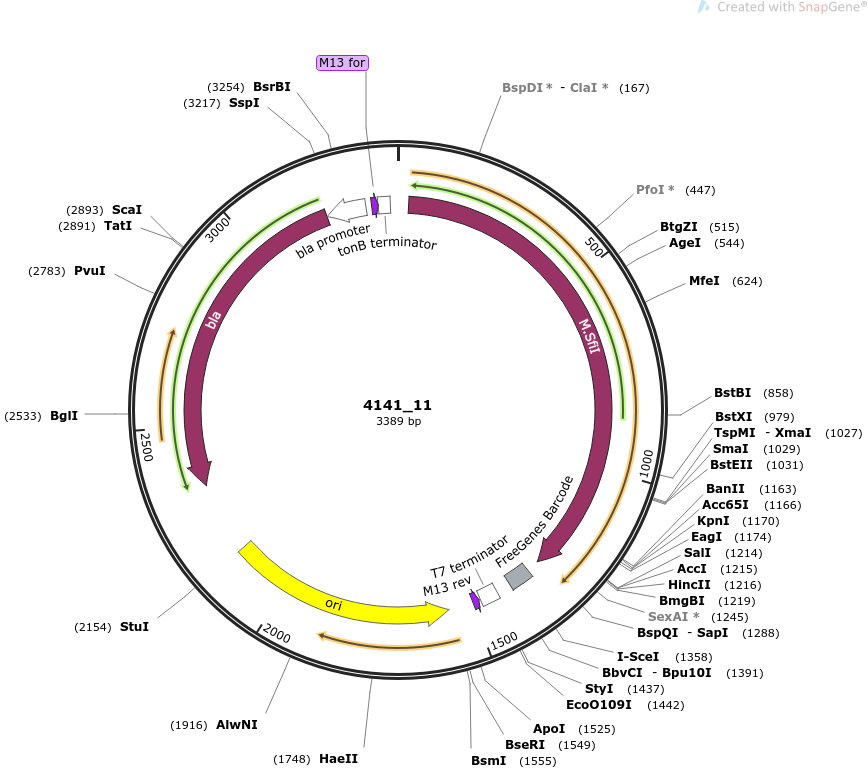 Created with SnapGene®
M13 for
(3254) BsrBI
(3217) SspI
BspDI * - ClaI * (167)
PfoI * (447)
(2893) ScaI
(2891) TatI
BtgZI (515)
AgeI (544)
3000
500
bla promoter
tonB terminator
(2783) PvuI
MfeI (624)
bla
M.SfiI
4141_11
3389 bp
BstBI (858)
(2533) BglI
BstXI (979)
TspMI - XmaI (1027)
SmaI (1029)
BstEII (1031)
2500
1000
BanII (1163)
Acc65I (1166)
KpnI (1170)
EagI (1174)
SalI (1214)
AccI (1215)
HincII (1216)
BmgBI (1219)
SexAI * (1245)
BspQI - SapI (1288)
FreeGenes Barcode
T7 terminator
M13 rev
ori
(2154) StuI
2000
1500
I-SceI (1358)
BbvCI - Bpu10I (1391)
StyI (1437)
EcoO109I (1442)
(1916) AlwNI
ApoI (1525)
BseRI (1549)
(1748) HaeII
BsmI (1555)